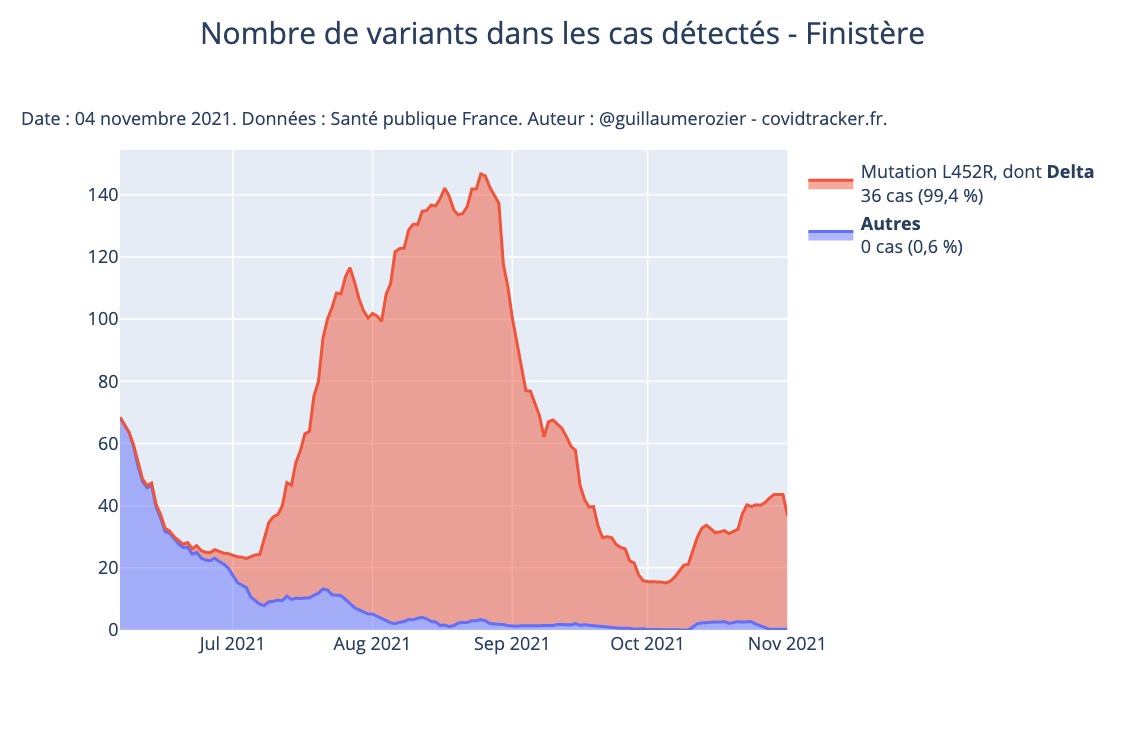 Nombre de variants dans les cas détectés - Finistère
Date : 04 novembre 2021. Données : Santé publique France. Auteur : @guillaumerozier - covidtracker.fr.
Mutation L452R, dont Delta
36 cas (99,4 %)
Autres
0 cas (0,6 %)
140
120
100
80
60
40
20
0
Jul 2021 Aug 2021 Sep 2021 Oct 2021 Nov 2021